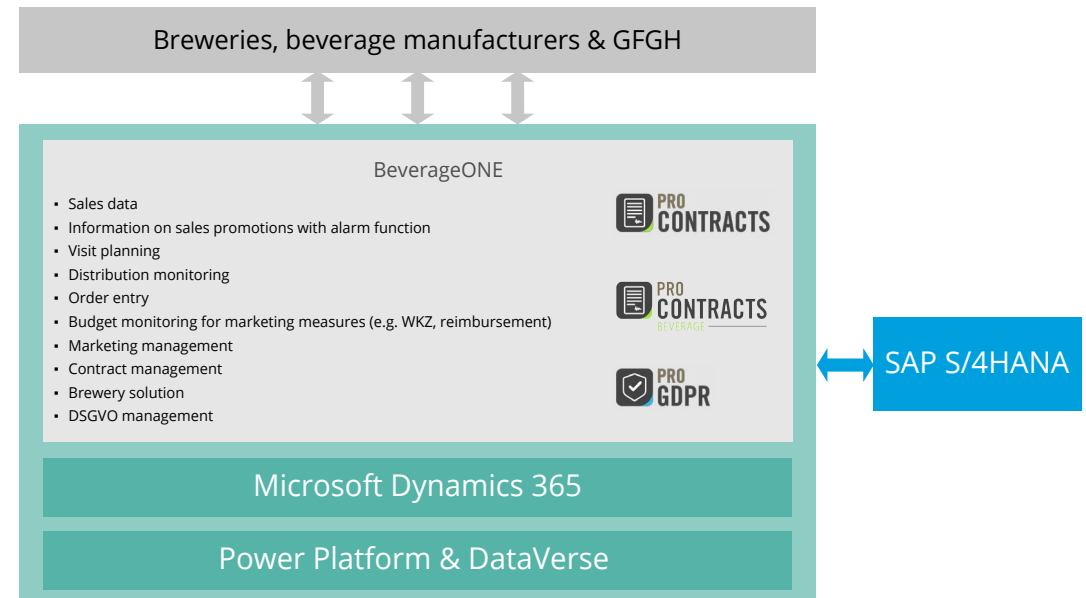 Breweries, beverage manufacturers & GFGH
BeverageONE
▪ Sales data
▪ Information on sales promotions with alarm function
▪ Visit planning
▪ Distribution monitoring
▪ Order entry
▪ Budget monitoring for marketing measures (e.g. WKZ, reimbursement)
▪ Marketing management
▪ Contract management
▪ Brewery solution
▪ DSGVO management
PRO
CONTRACTS
PRO
CONTRACTS
BEVERAGE
PRO
GDPR
SAP S/4HANA
Microsoft Dynamics 365
Power Platform & DataVerse